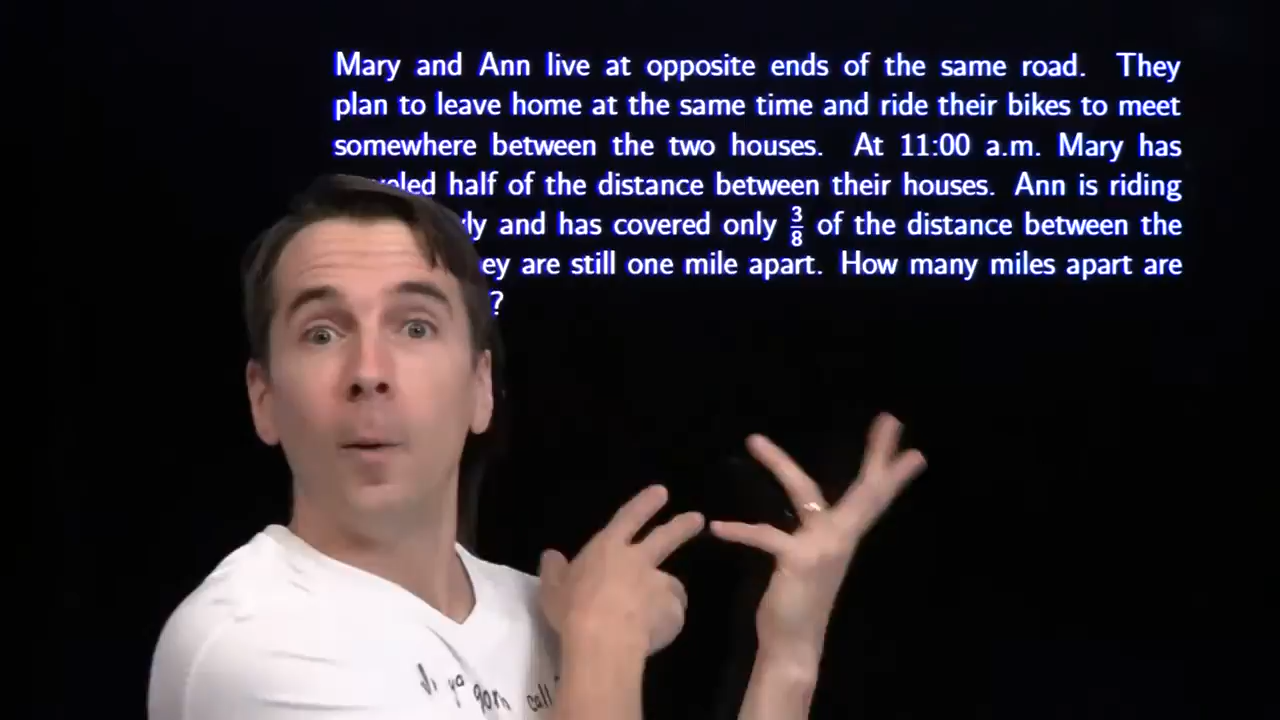 Mary and Ann live at opposite ends of the same road. They
plan to leave home at the same time and ride their bikes to meet
somewhere between the two houses. At 11:00 a.m. Mary has
half of the distance between their houses. Ann is riding
and has covered only 3/8 of the distance between the
are still one mile apart. How many miles apart are
?
call